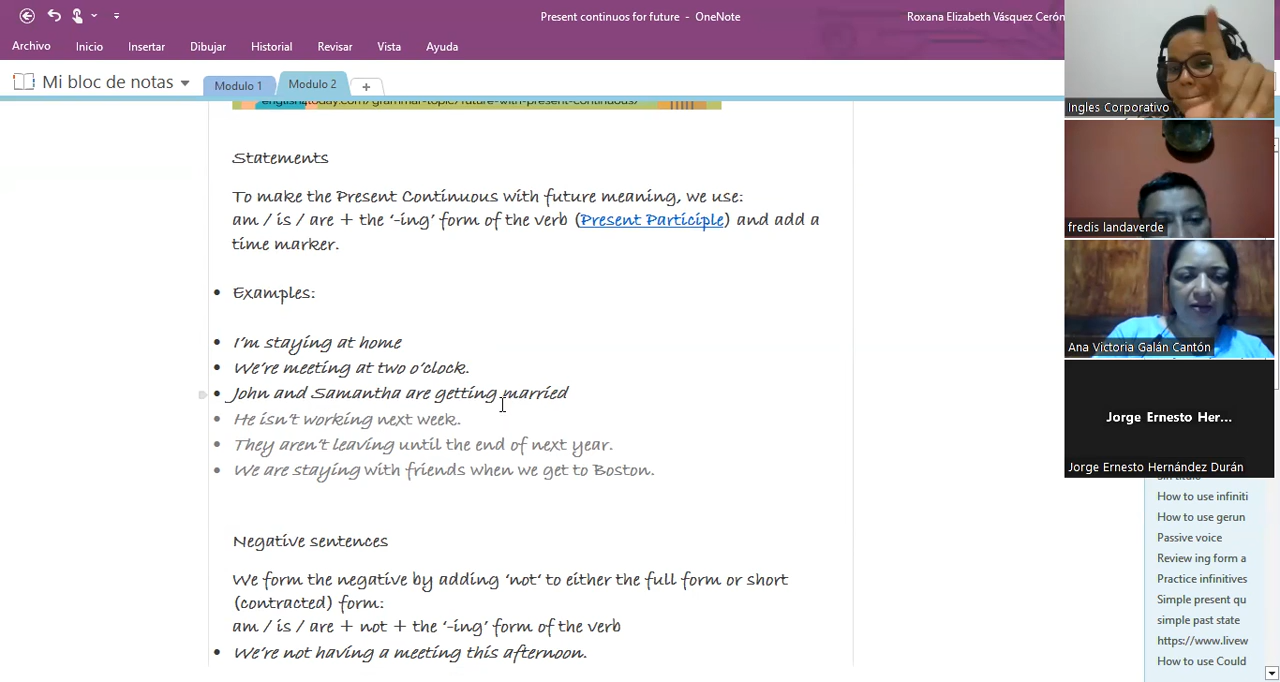 Present continuos for future - OneNote
Roxana Elizabeth Vásquez Cerón
Archivo Inicio Insertar Dibujar Historial Revisar Vista Ayuda
Mi bloc de notas
Modulo 1 Modulo 2 +
Statements
To make the Present Continuous with future meaning, we use:
am / is / are + the ‘-ing’ form of the verb (Present Participle) and add a
time marker.
Examples:
I’m staying at home
We’re meeting at two o’clock.
John and Samantha are getting married
He isn’t working next week.
They aren’t leaving until the end of next year.
We are staying with friends when we get to Boston.
Negative sentences
We form the negative by adding ‘not‘ to either the full form or short
(contracted) form:
am / is / are + not + the ‘-ing’ form of the verb
We’re not having a meeting this afternoon.
Ingles Corporativo
fredis landaverde
Ana Victoria Galán Cantón
Jorge Ernesto Her...
Jorge Ernesto Hernández Durán
How to use infiniti
How to use gerun
Passive voice
Review ing form a
Practice infinitives
Simple present qu
simple past state
https://www.livew
How to use Could